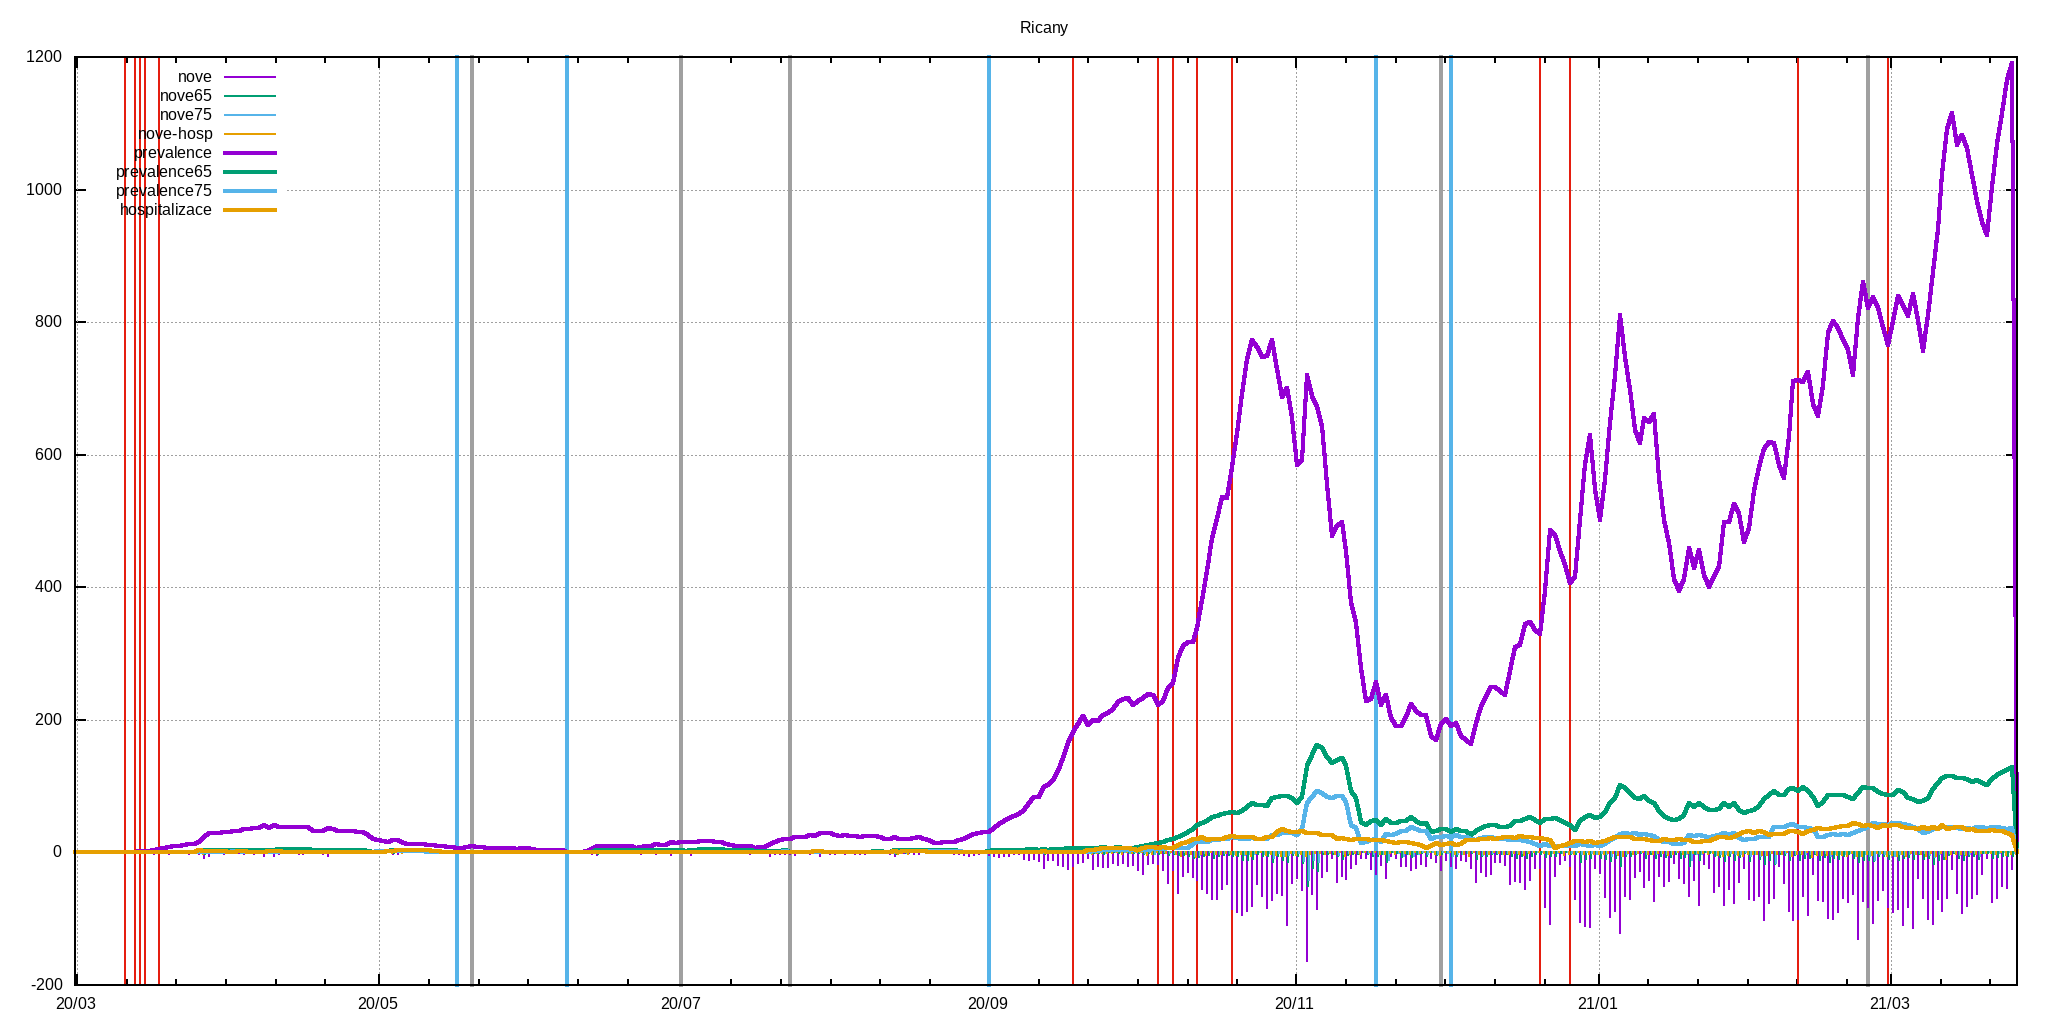 Ricany
1200
nove
nove65
nove75
nove-hosp
prevalence
prevalence65
prevalence75
hospitalizace
1000
800
600
400
200
0
-200
20/03 20/05 20/07 20/09 20/11 21/01 21/03